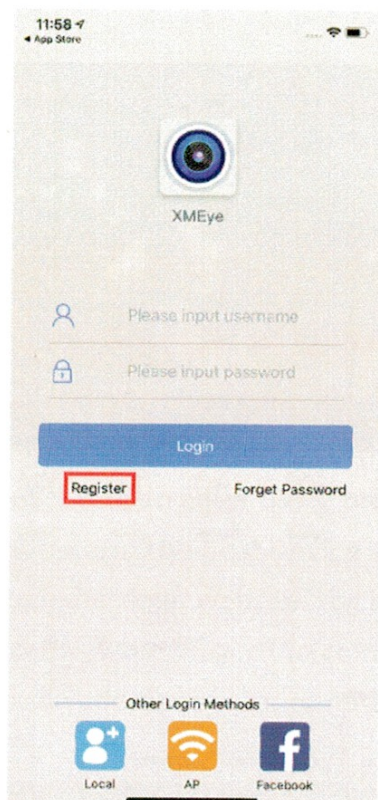 11:58
App Store
XMEye
Please input username
Please input password
Login
Register Forget Password
Other Login Methods
Local AP Facebook